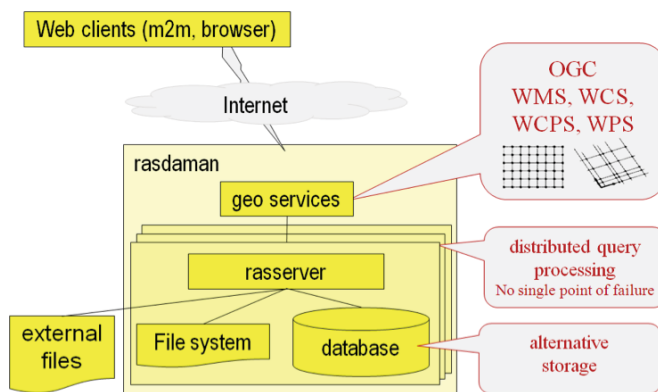 Web clients (m2m, browser)
Internet
OGC
WMS, WCS,
WCPS, WPS
rasdaman
geo services
distributed query
processing
No single point of failure
rasserver
external
files
File system
database
alternative
storage